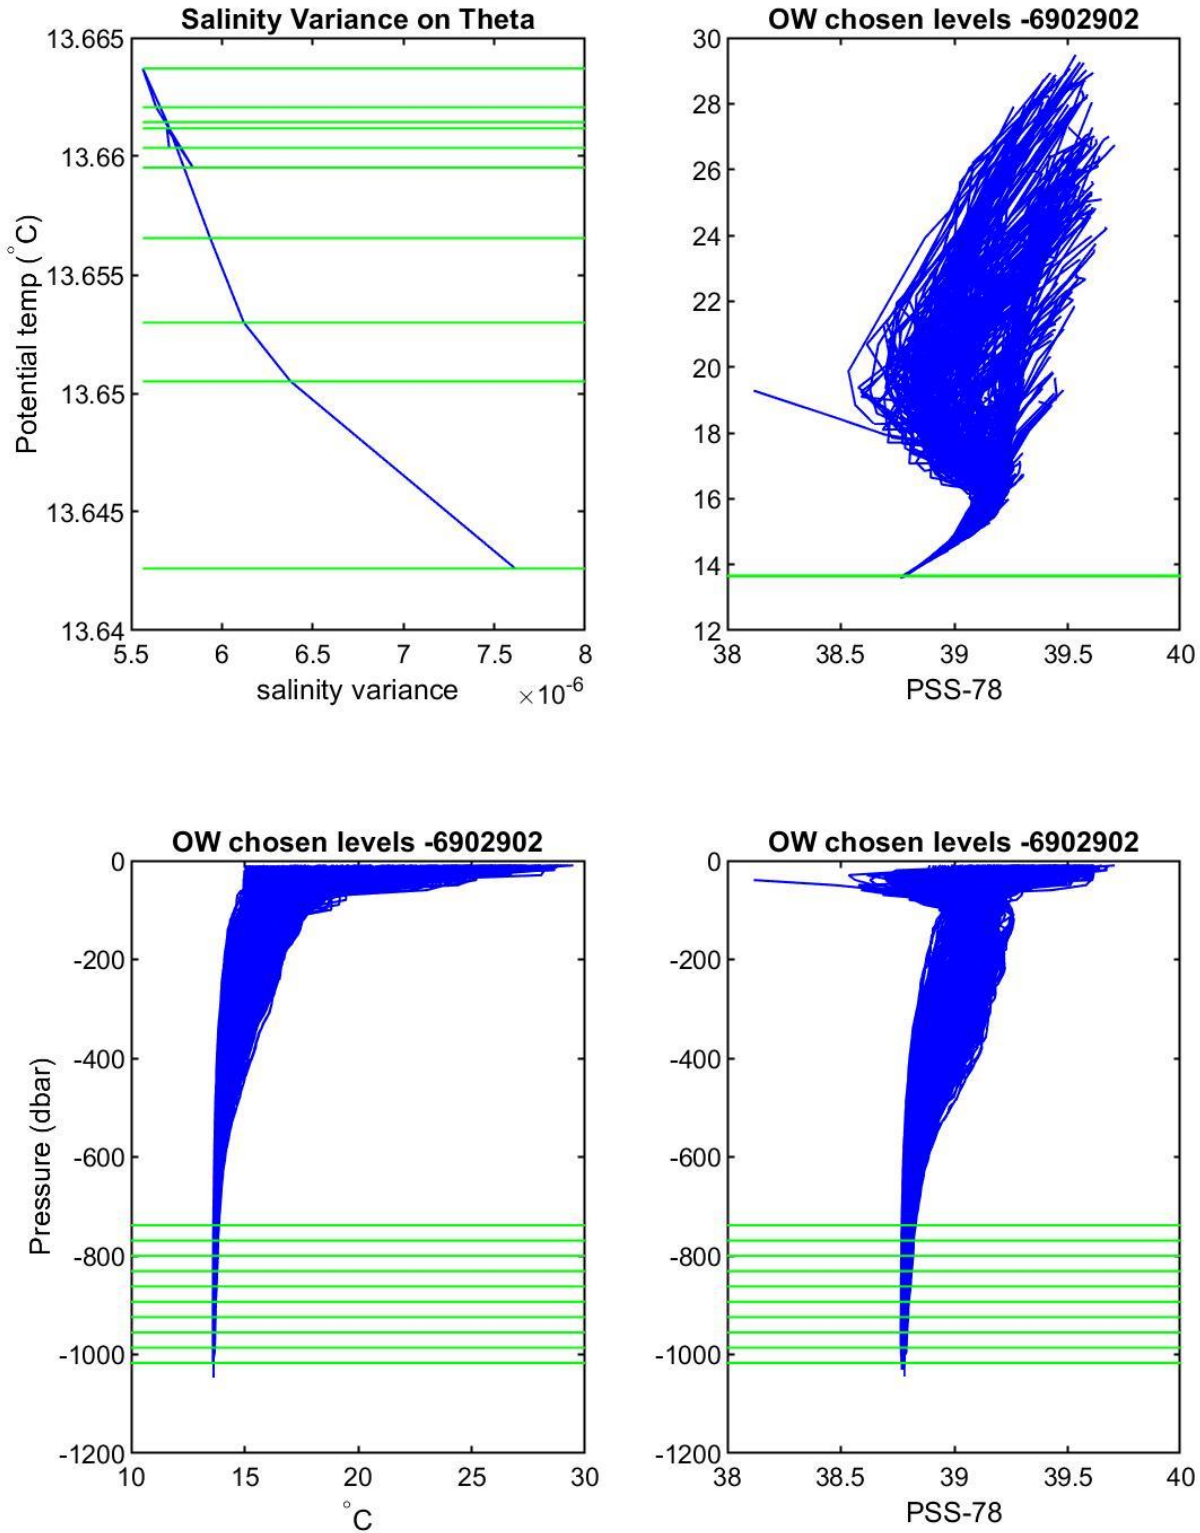 Salinity Variance on Theta
13.665
13.66
13.655
13.65
13.645
13.64
Potential temp (°C)
5.5 6 6.5 7 7.5 8
salinity variance ×10-6
OW chosen levels -6902902
30
28
26
24
22
20
18
16
14
12
38 38.5 39 39.5 40
PSS-78
OW chosen levels -6902902
0
-200
-400
-600
-800
-1000
-1200
Pressure (dbar)
10 15 20 25 30
°C
OW chosen levels -6902902
0
-200
-400
-600
-800
-1000
-1200
38 38.5 39 39.5 40
PSS-78